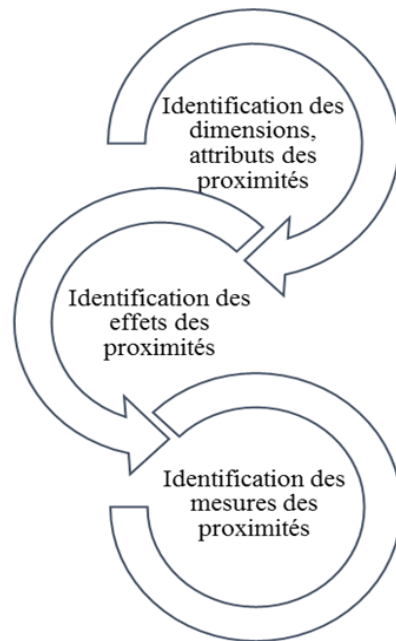 Identification des
dimensions,
attributs des
proximités
Identification des
effets des
proximités
Identification des
mesures des
proximités